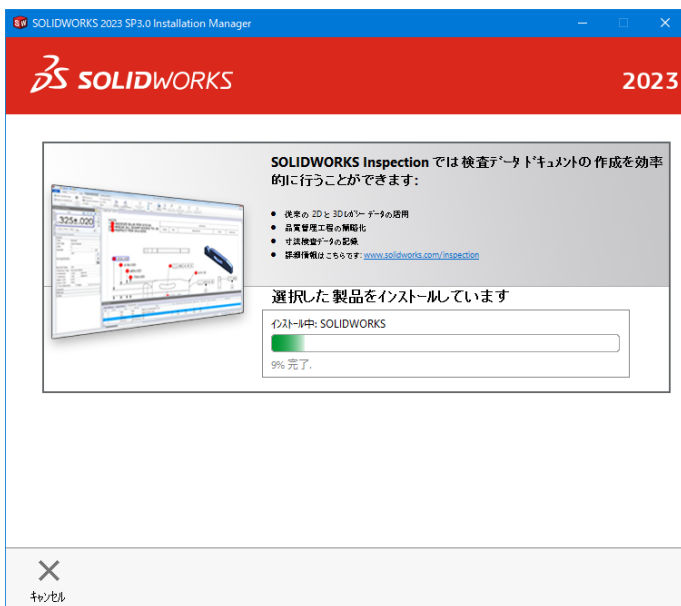 SOLIDWORKS 2023 SP3.0 Installation Manager
SOLIDWORKS
2023
SOLIDWORKS Inspection では 検査ﾃﾞｰﾀ ﾄﾞｷｭﾒﾝﾄの 作成を効率
的に行うことができます:
● 従来の 2D と 3D ﾚｶﾞｼｰ ﾃﾞｰﾀの活用
● 品質管理工程の簡略化
● 寸法検査ﾃﾞｰﾀの記録
● 詳細情報はこちらです: www.solidworks.com/inspection
325±.020
選択した 製品をｲﾝｽﾄｰﾙしています
ｲﾝｽﾄｰﾙ中: SOLIDWORKS
9% 完了.
ｷｬﾝｾﾙ